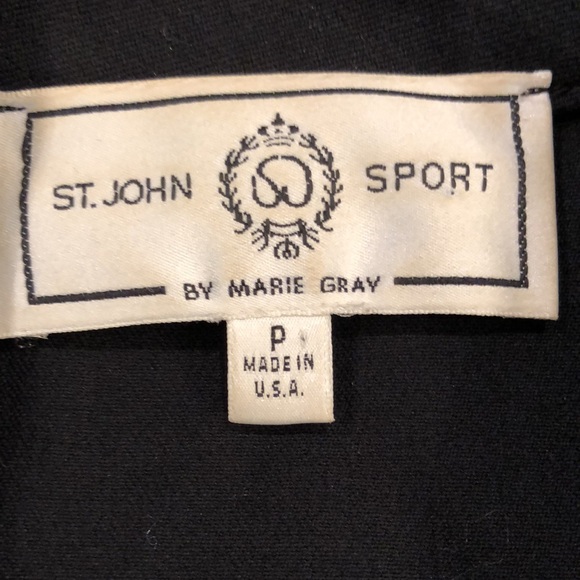 ST. JOHN SPORT
BY MARIE GRAY
P
MADE IN
U.S.A.